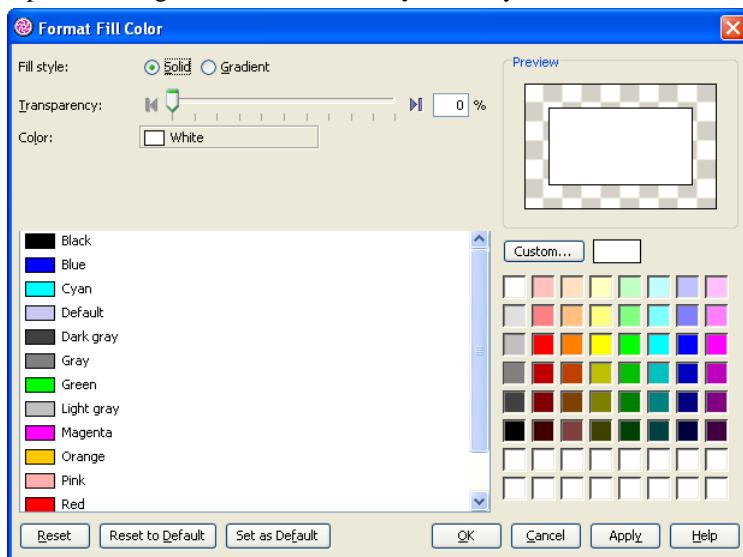 Format Fill Color
Fill style:
Solid
Gradient
Preview
Transparency:
0 %
Color:
White
Black
Blue
Cyan
Default
Dark gray
Gray
Green
Light gray
Magenta
Orange
Pink
Red
Custom...
Reset
Reset to Default
Set as Default
OK
Cancel
Apply
Help